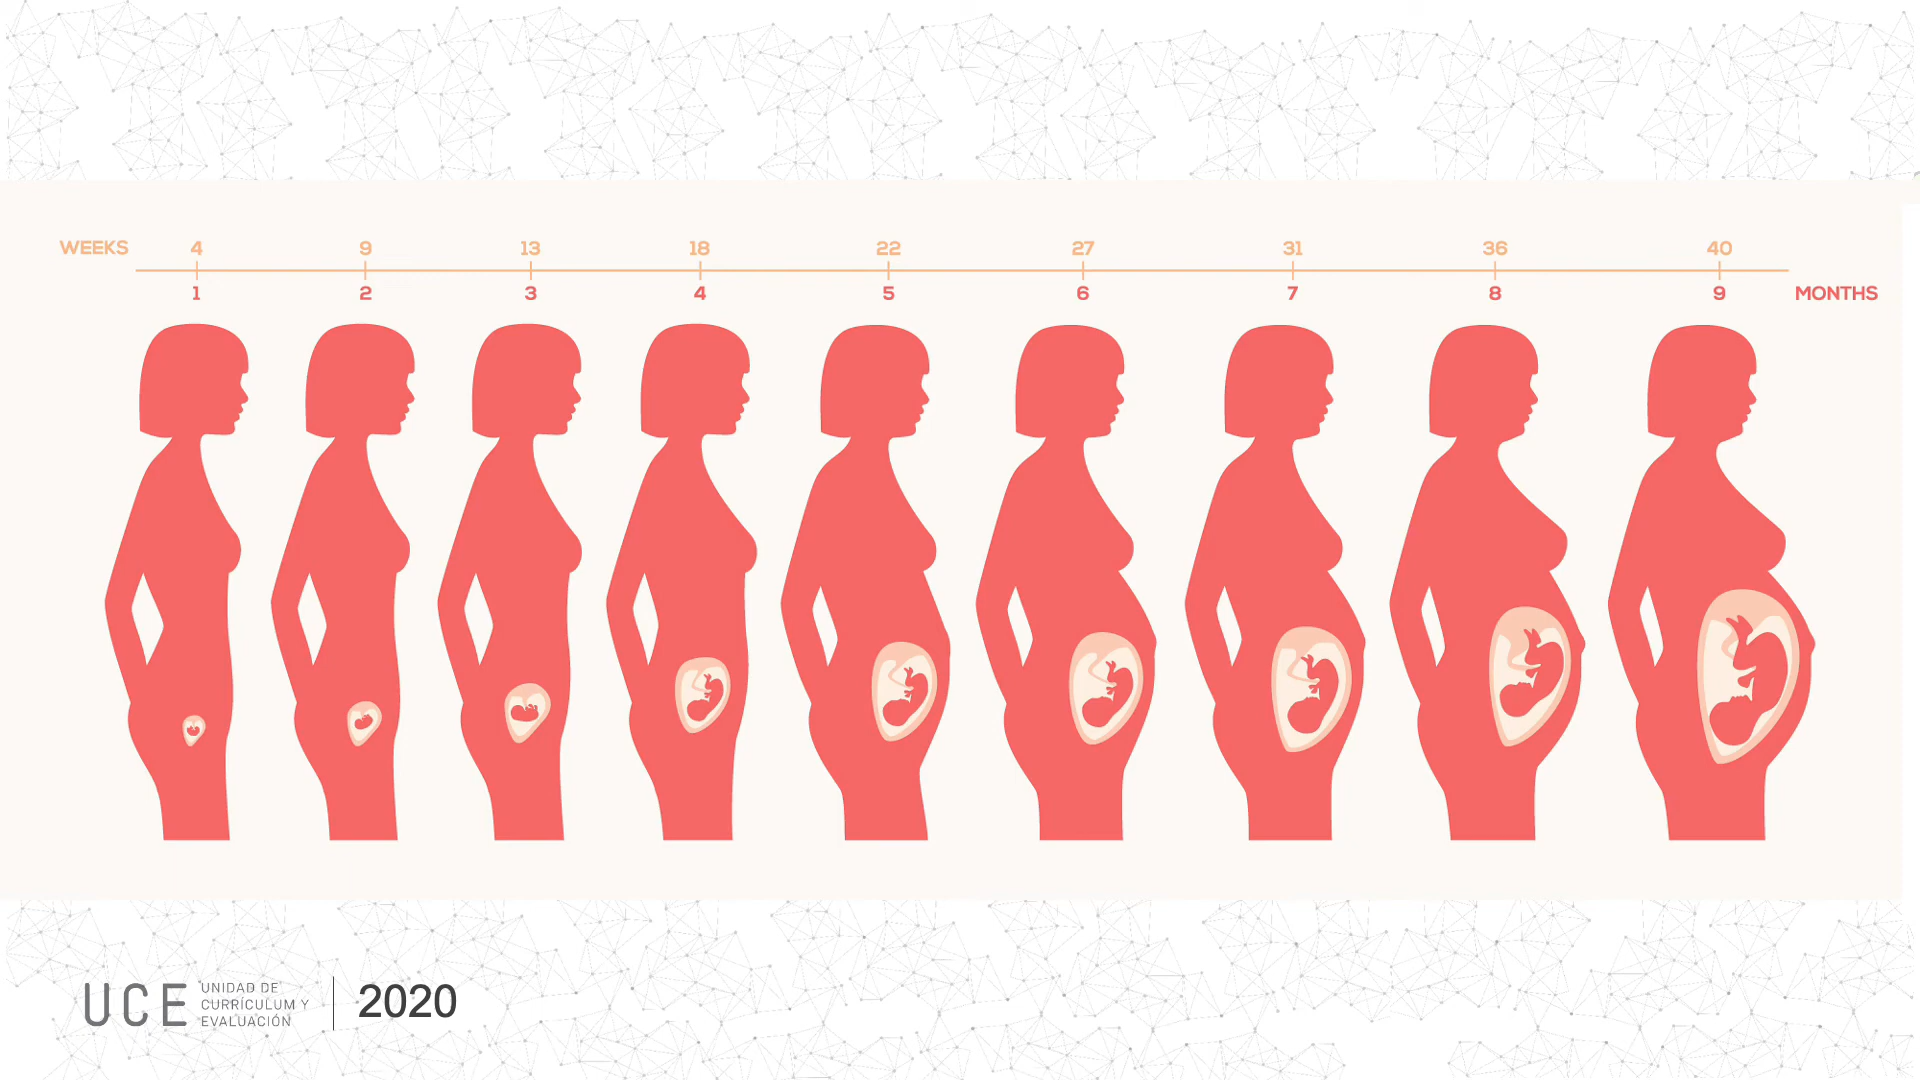 WEEKS 4 9 13 18 22 27 31 36 40
1 2 3 4 5 6 7 8 9 MONTHS
UCE
UNIDAD DE
CURRÍCULUM Y
EVALUACIÓN
2020